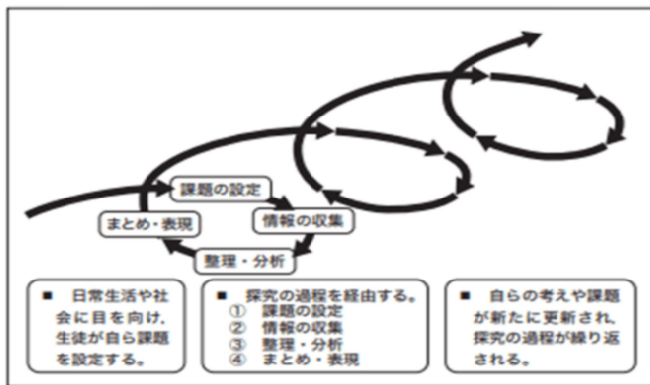 課題の設定
まとめ・表現
情報の収集
整理・分析
■ 日常生活や社
会に目を向け,
生徒が自ら課題
を設定する。
■ 探究の過程を経由する。
① 課題の設定
② 情報の収集
③ 整理・分析
④ まとめ・表現
■ 自らの考えや課題
が新たに更新され,
探究の過程が繰り返
される。